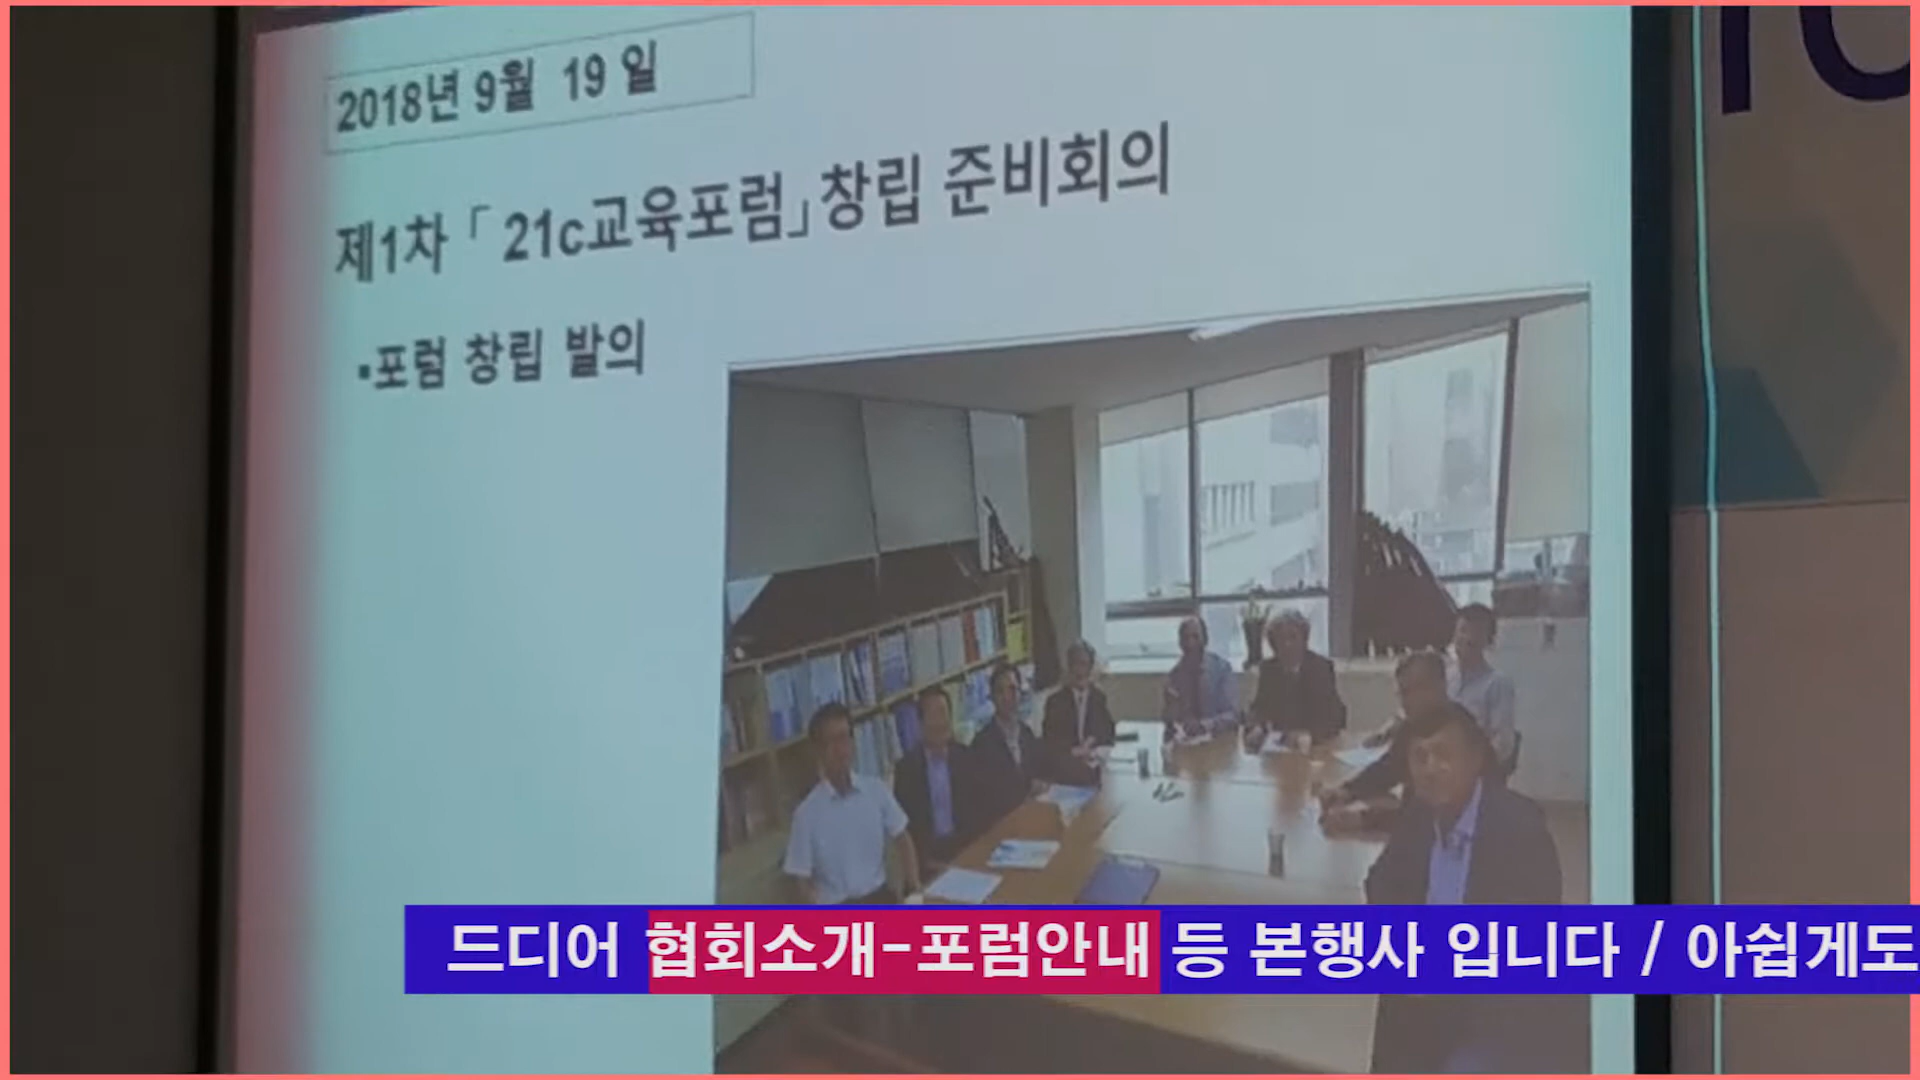 2018년 9월 19일
제1차 「21c교육포럼」창립 준비회의
▪포럼 창립 발의
드디어 협회소개-포럼안내 등 본행사 입니다 / 아쉽게도